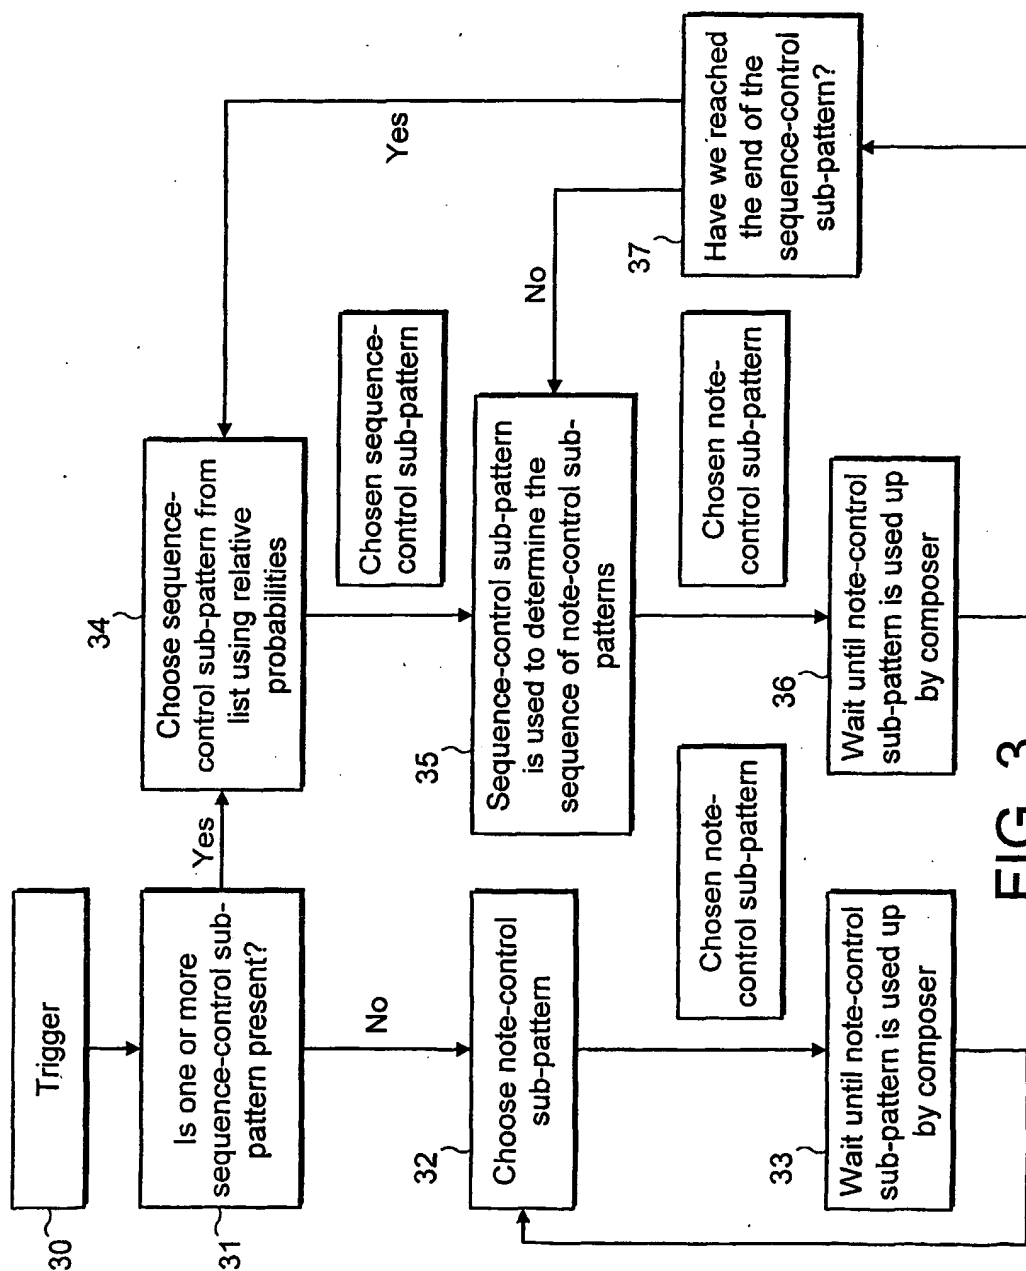 30
Trigger
31
Is one or more
sequence-control sub-
pattern present?
Yes
No
32
Choose note-control
sub-pattern
Chosen note-
control sub-pattern
33
Wait until note-control
sub-pattern is used up
by composer
34
Choose sequence-
control sub-pattern from
list using relative
probabilities
Chosen sequence-
control sub-pattern
35
Sequence-control sub-pattern
is used to determine the
sequence of note-control sub-
patterns
Chosen note-
control sub-pattern
36
Wait until note-control
sub-pattern is used up
by composer
37
Have we reached
the end of the
sequence-control
sub-pattern?
Yes
No
FIG. 3